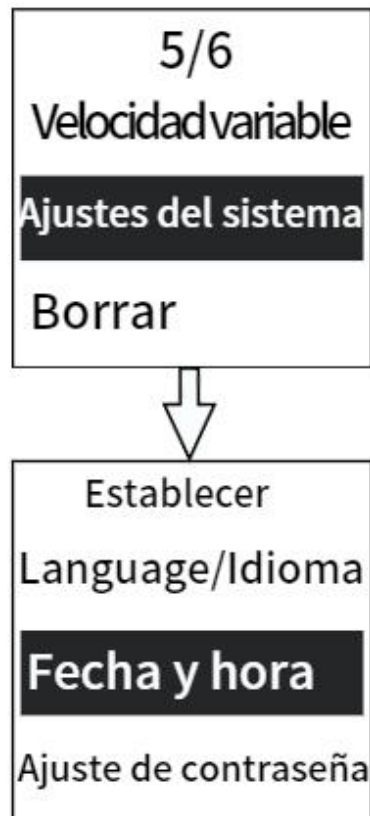 5/6
Velocidad variable
Ajustes del sistema
Borrar
Establecer
Language/Idioma
Fecha y hora
Ajuste de contraseña